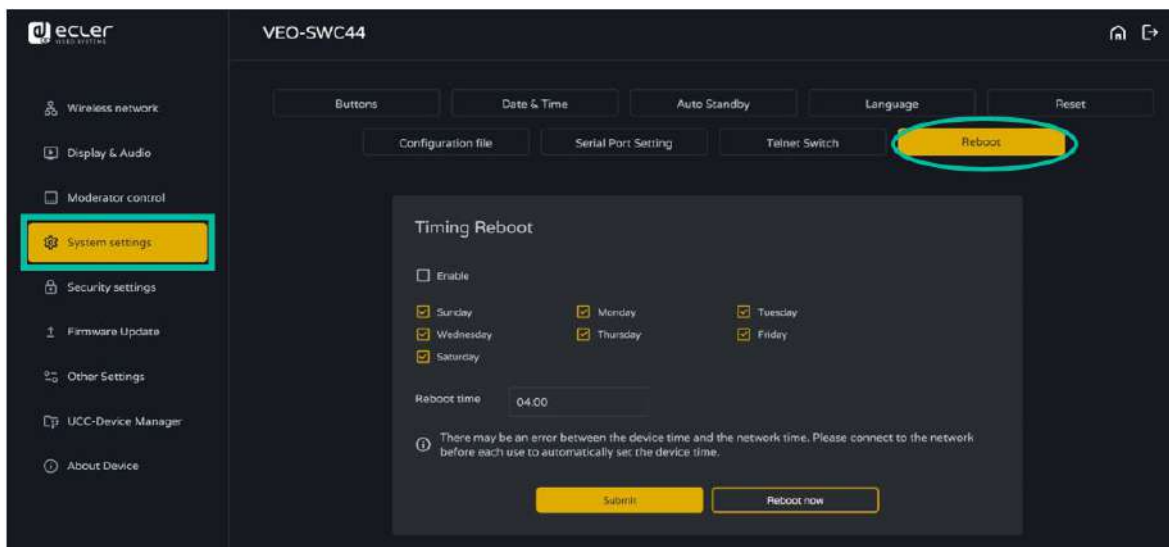 ecler
VEO-SWC44
Wireless network
Display & Audio
Moderator control
System settings
Security settings
Firmware Update
Other Settings
UCC-Device Manager
About Device
Buttons
Date & Time
Auto Standby
Language
Reset
Configuration file
Serial Port Setting
Telnet Switch
Reboot
Timing Reboot
Enable
Sunday
Monday
Tuesday
Wednesday
Thursday
Friday
Saturday
Reboot time
04:00
There may be an error between the device time and the network time. Please connect to the network
before each use to automatically set the device time.
Submit
Reboot now